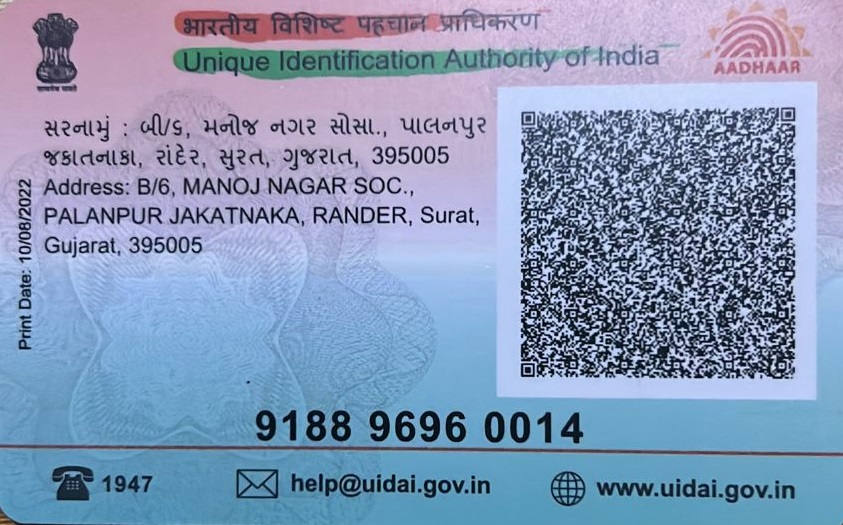 भारतीय विशिष्ट पहचान प्राधिकरण
Unique Identification Authority of India
AADHAAR
सत्यमेव जयते
સરનામું : બી/૬, મનોજ નગર સોસા., પાલનપુર
જકાતનાકા, રાંદેર, સુરત, ગુજરાત, 395005
Address: B/6, MANOJ NAGAR SOC.,
PALANPUR JAKATNAKA, RANDER, Surat,
Gujarat, 395005
Print Date: 10/08/2022
9188 9696 0014
1947
help@uidai.gov.in
www.uidai.gov.in